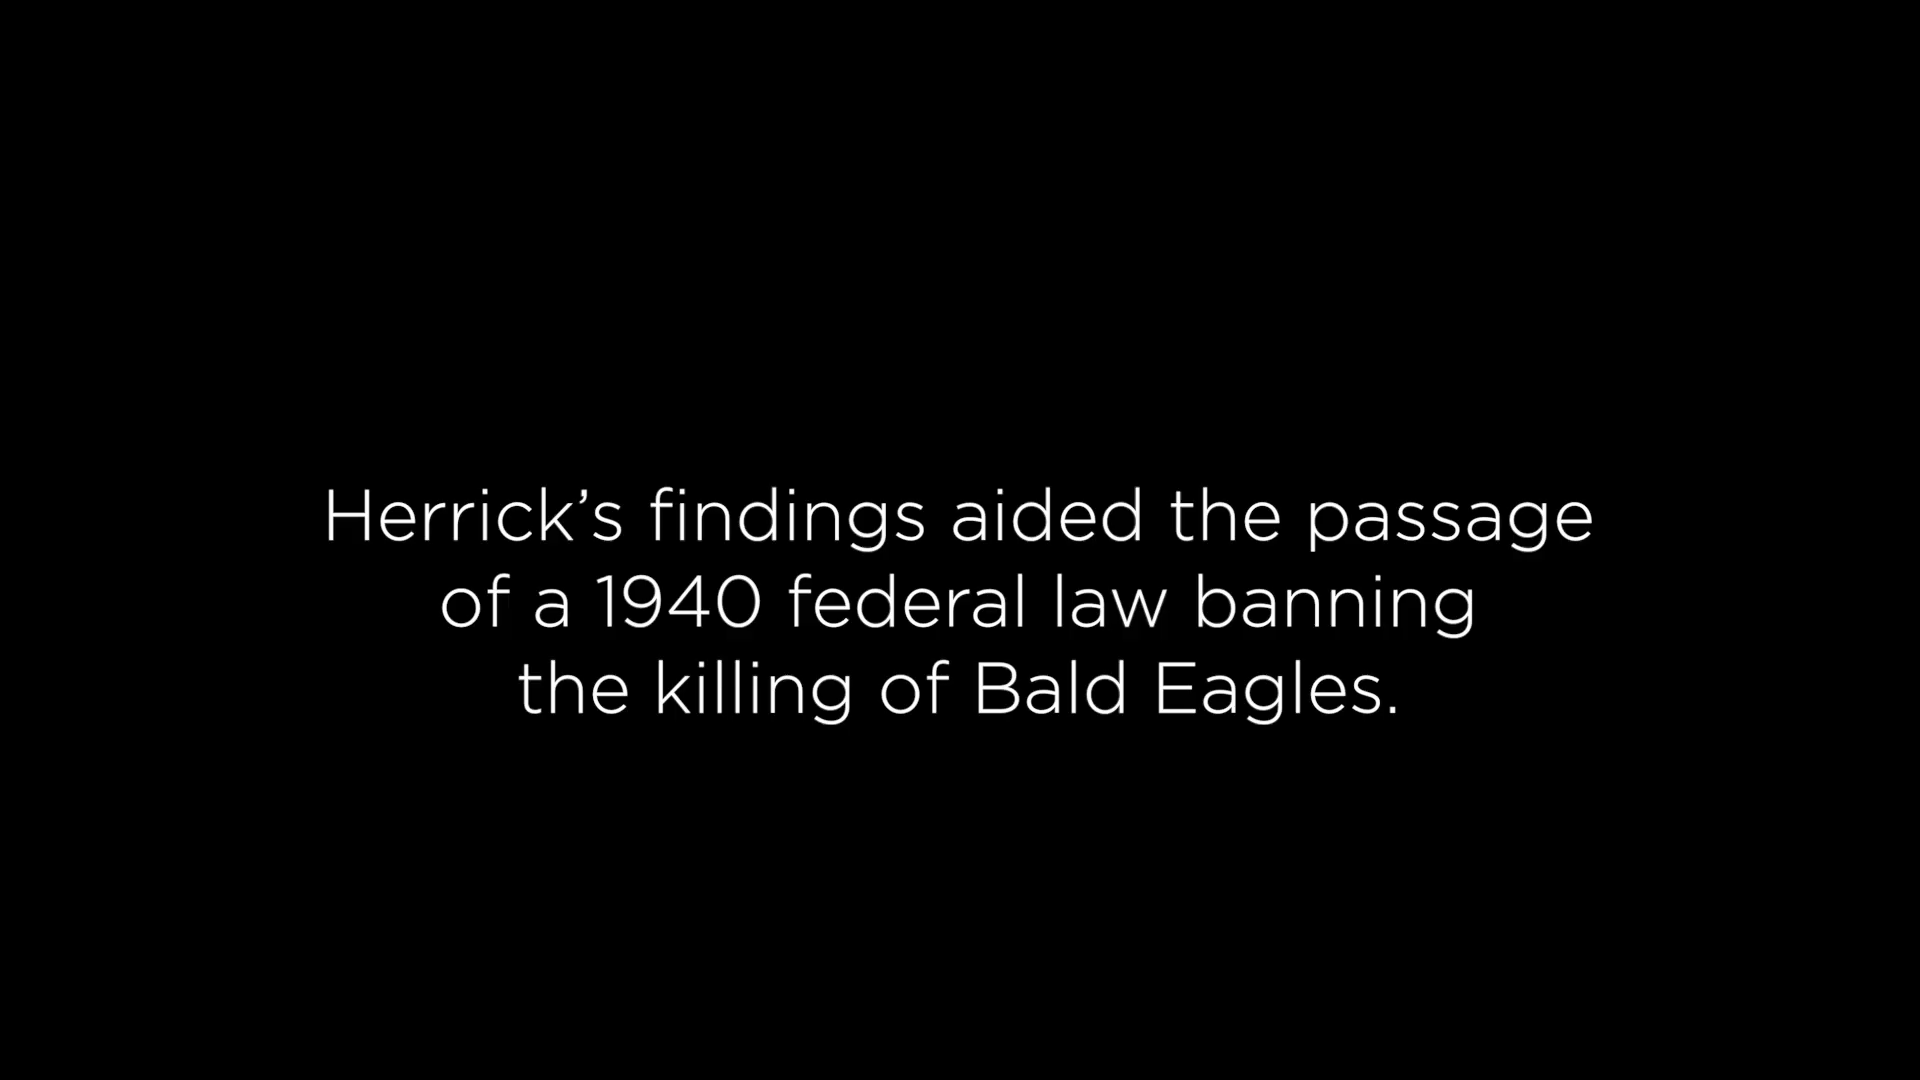 Herrick’s findings aided the passage
of a 1940 federal law banning
the killing of Bald Eagles.